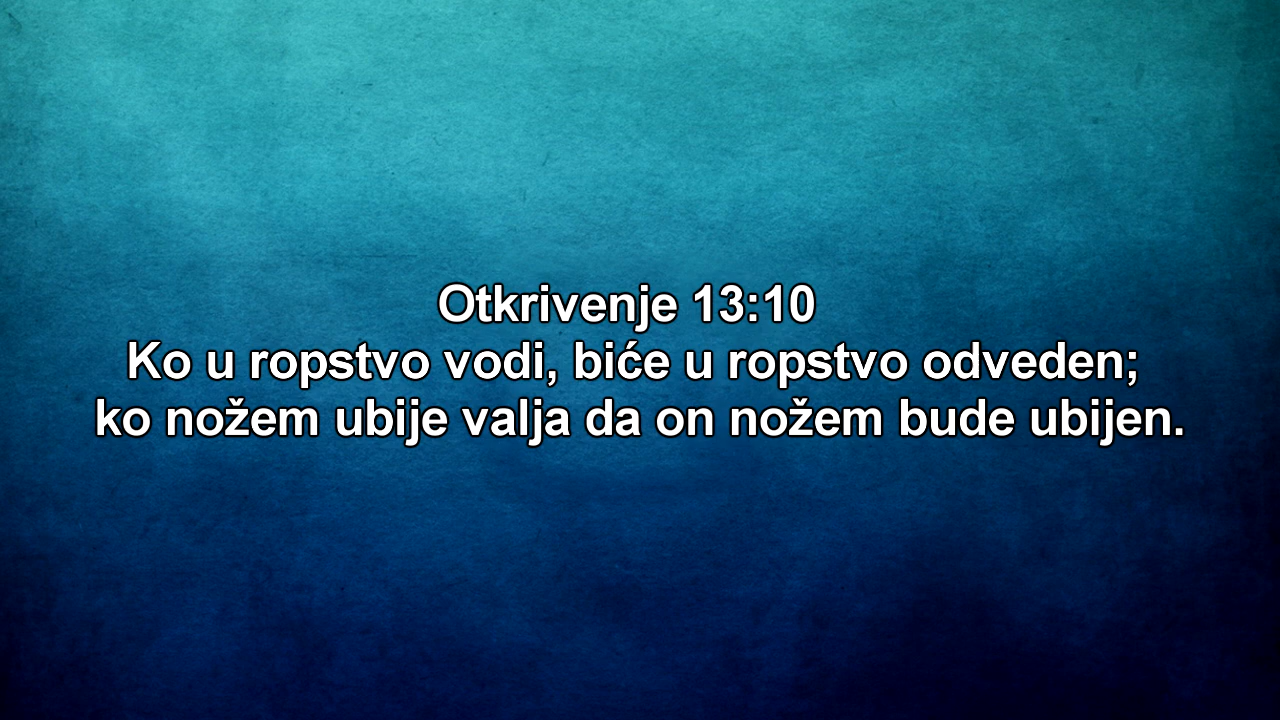 Otkrivenje 13:10
Ko u ropstvo vodi, biće u ropstvo odveden;
ko nožem ubije valja da on nožem bude ubijen.